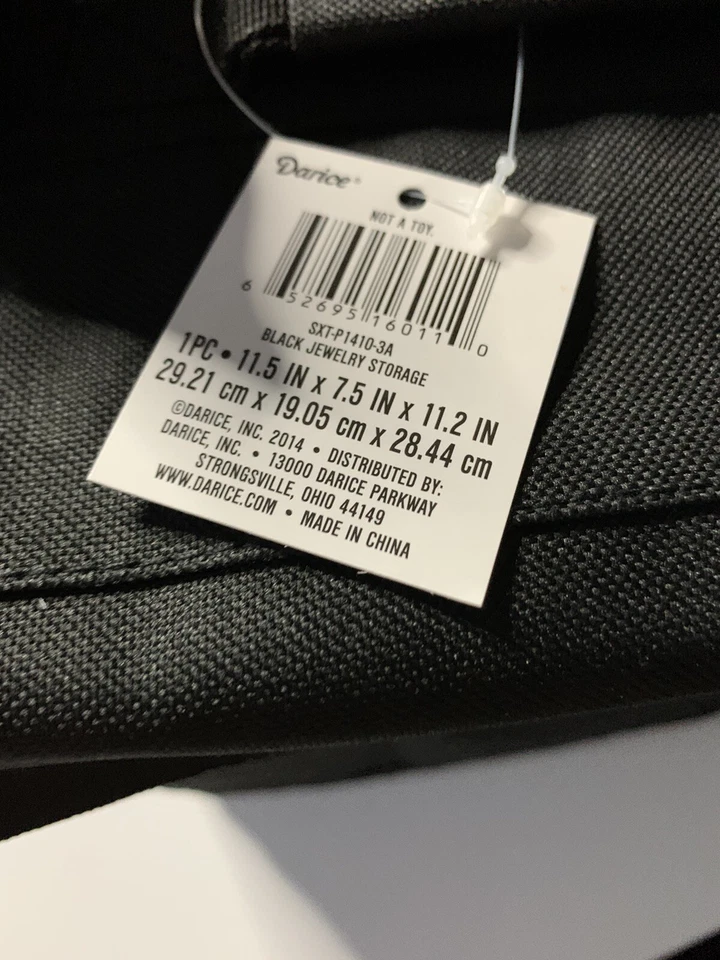 Darice®
NOT A TOY.
6 52695 16011 0
SXT-P1410-3A
BLACK JEWELRY STORAGE
1PC • 11.5 IN x 7.5 IN x 11.2 IN
29.21 cm x 19.05 cm x 28.44 cm
©DARICE, INC. 2014 • DISTRIBUTED BY:
DARICE, INC. • 13000 DARICE PARKWAY
STRONGSVILLE, OHIO 44149
WWW.DARICE.COM • MADE IN CHINA